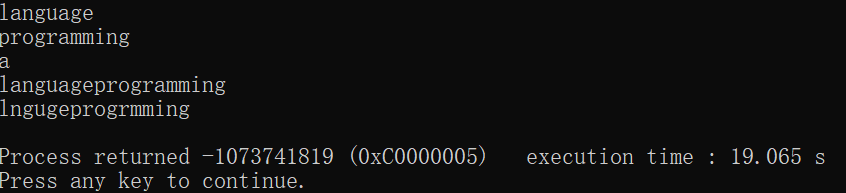 language
programming
a
languageprogramming
lngugeprogrmming
Process returned -1073741819 (0xC0000005)   execution time : 19.065 s
Press any key to continue.